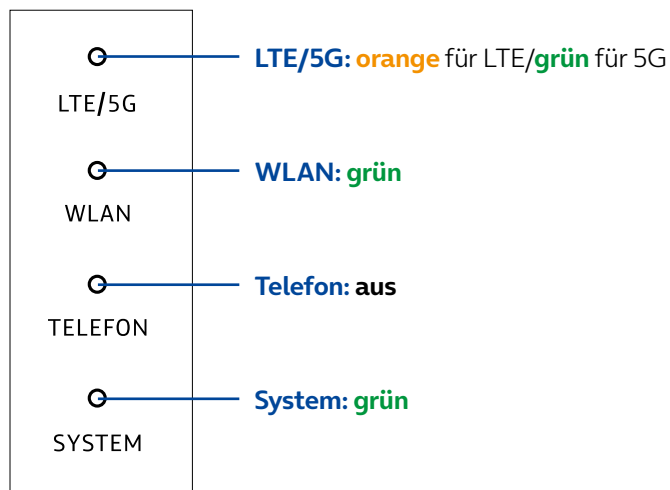 LTE/5G: orange für LTE/grün für 5G
LTE/5G
WLAN: grün
WLAN
Telefon: aus
TELEFON
System: grün
SYSTEM